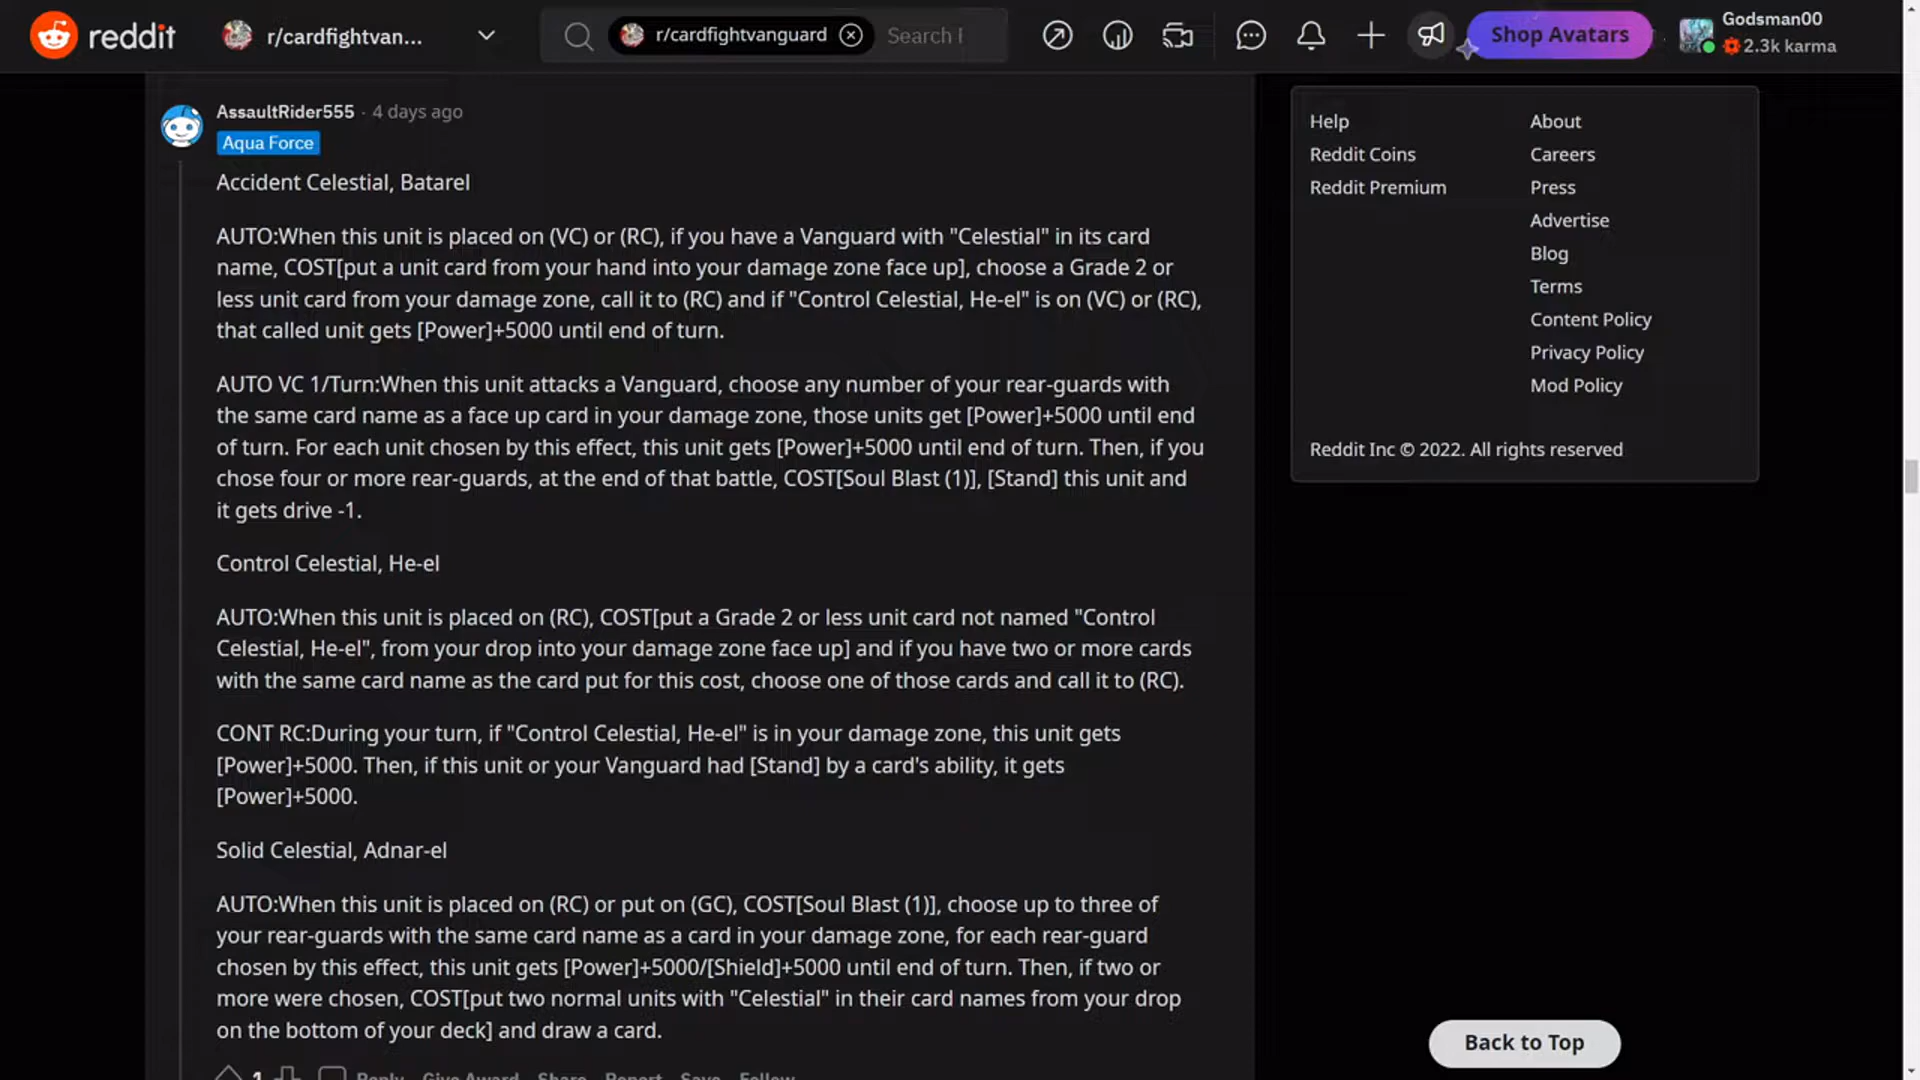 reddit
r/cardfightvan...
r/cardfightvanguard
Search
Shop Avatars
Godsman00
2.3k karma
AssaultRider555 · 4 days ago
Aqua Force
Accident Celestial, Batarel
AUTO:When this unit is placed on (VC) or (RC), if you have a Vanguard with "Celestial" in its card
name, COST[put a unit card from your hand into your damage zone face up], choose a Grade 2 or
less unit card from your damage zone, call it to (RC) and if "Control Celestial, He-el" is on (VC) or (RC),
that called unit gets [Power]+5000 until end of turn.
AUTO VC 1/Turn:When this unit attacks a Vanguard, choose any number of your rear-guards with
the same card name as a face up card in your damage zone, those units get [Power]+5000 until end
of turn. For each unit chosen by this effect, this unit gets [Power]+5000 until end of turn. Then, if you
chose four or more rear-guards, at the end of that battle, COST[Soul Blast (1)], [Stand] this unit and
it gets drive -1.
Control Celestial, He-el
AUTO:When this unit is placed on (RC), COST[put a Grade 2 or less unit card not named "Control
Celestial, He-el", from your drop into your damage zone face up] and if you have two or more cards
with the same card name as the card put for this cost, choose one of those cards and call it to (RC).
CONT RC:During your turn, if "Control Celestial, He-el" is in your damage zone, this unit gets
[Power]+5000. Then, if this unit or your Vanguard had [Stand] by a card's ability, it gets
[Power]+5000.
Solid Celestial, Adnar-el
AUTO:When this unit is placed on (RC) or put on (GC), COST[Soul Blast (1)], choose up to three of
your rear-guards with the same card name as a card in your damage zone, for each rear-guard
chosen by this effect, this unit gets [Power]+5000/[Shield]+5000 until end of turn. Then, if two or
more were chosen, COST[put two normal units with "Celestial" in their card names from your drop
on the bottom of your deck] and draw a card.
1 Reply Give Award Share Report Save Follow
Help
Reddit Coins
Reddit Premium
About
Careers
Press
Advertise
Blog
Terms
Content Policy
Privacy Policy
Mod Policy
Reddit Inc © 2022. All rights reserved
Back to Top